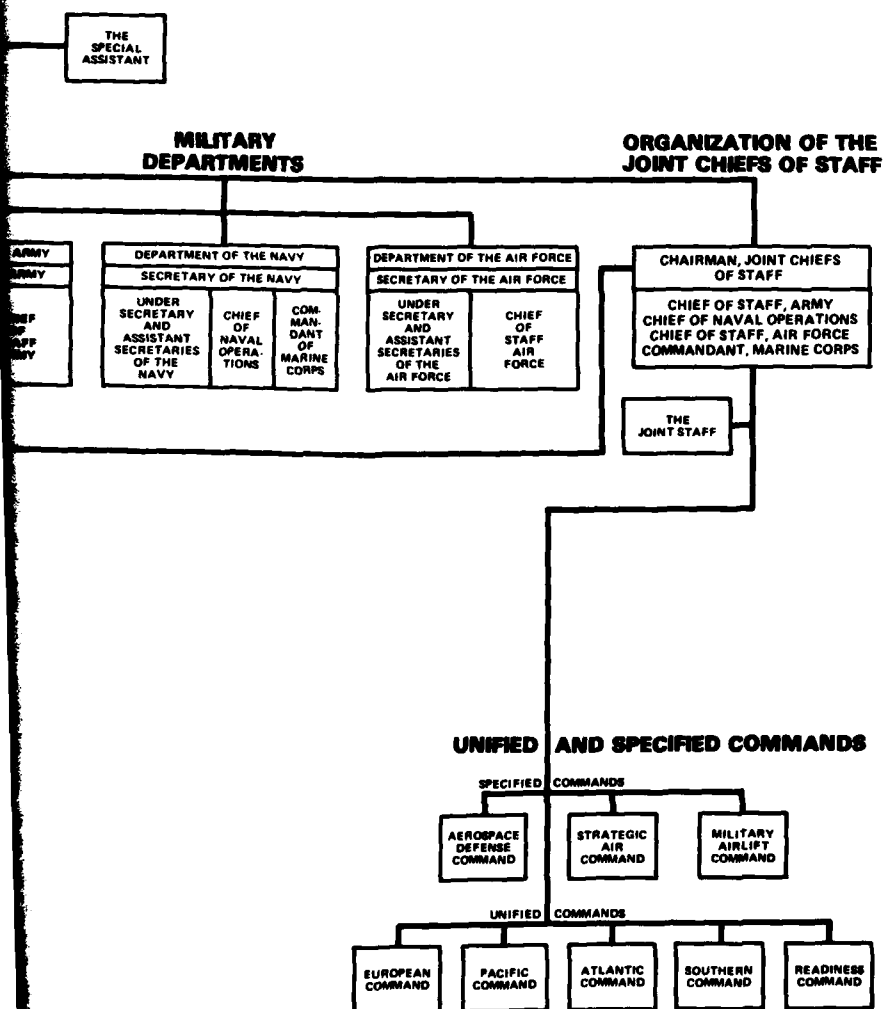 THE
SPECIAL
ASSISTANT
MILITARY
DEPARTMENTS
ORGANIZATION OF THE
JOINT CHIEFS OF STAFF
ARMY
ARMY
DEPARTMENT OF THE NAVY
SECRETARY OF THE NAVY
UNDER
SECRETARY
AND
ASSISTANT
SECRETARIES
OF THE
NAVY
CHIEF
OF
NAVAL
OPERA-
TIONS
COM-
MAN-
DANT
OF
MARINE
CORPS
DEPARTMENT OF THE AIR FORCE
SECRETARY OF THE AIR FORCE
UNDER
SECRETARY
AND
ASSISTANT
SECRETARIES
OF THE
AIR FORCE
CHIEF
OF
STAFF
AIR
FORCE
CHAIRMAN, JOINT CHIEFS
OF STAFF
CHIEF OF STAFF, ARMY
CHIEF OF NAVAL OPERATIONS
CHIEF OF STAFF, AIR FORCE
COMMANDANT, MARINE CORPS
THE
JOINT STAFF
UNIFIED AND SPECIFIED COMMANDS
SPECIFIED COMMANDS
AEROSPACE
DEFENSE
COMMAND
STRATEGIC
AIR
COMMAND
MILITARY
AIRLIFT
COMMAND
UNIFIED COMMANDS
EUROPEAN
COMMAND
PACIFIC
COMMAND
ATLANTIC
COMMAND
SOUTHERN
COMMAND
READINESS
COMMAND